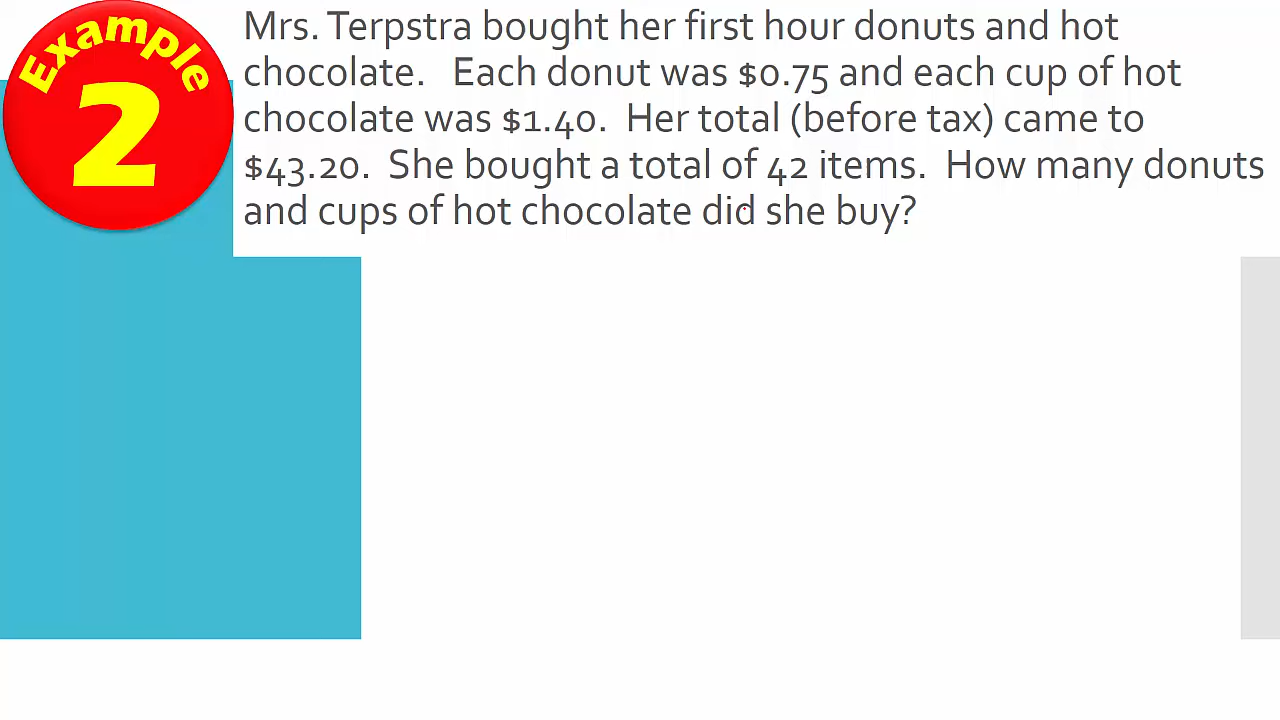 Example
2
Mrs. Terpstra bought her first hour donuts and hot
chocolate.   Each donut was $0.75 and each cup of hot
chocolate was $1.40.  Her total (before tax) came to
$43.20.  She bought a total of 42 items.  How many donuts
and cups of hot chocolate did she buy?